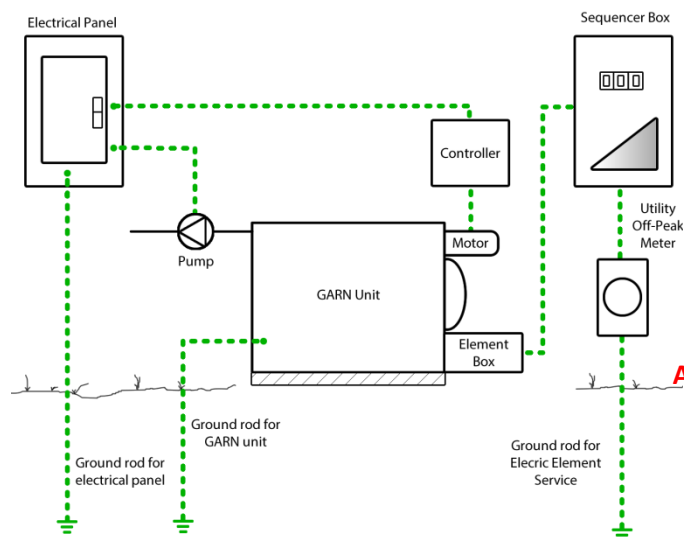 Electrical Panel
Sequencer Box
Controller
Utility
Off-Peak
Meter
Motor
Pump
GARN Unit
Element
Box
A
Ground rod for
GARN unit
Ground rod for
electrical panel
Ground rod for
Elecric Element
Service